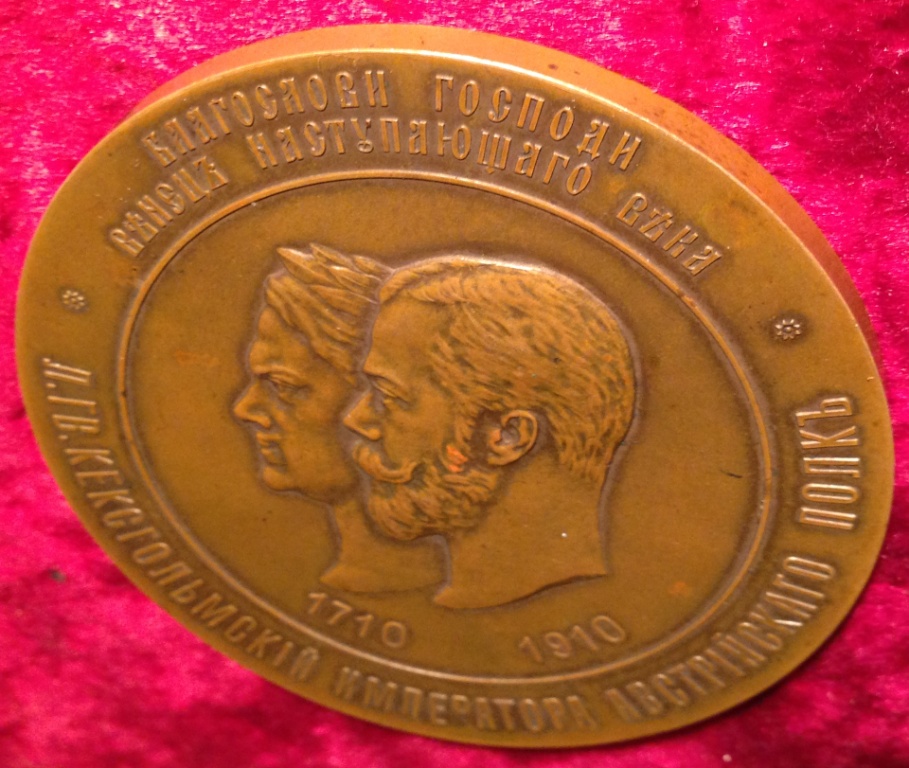 БЛАГОСЛОВИ ГОСПОДИ
ВѢНЕЦЪ НАСТУПАЮЩАГО ВѢКА
Л. ГВ. КЕКСГОЛЬМСКІЙ ИМПЕРАТОРА АВСТРІЙСКАГО ПОЛКЪ
1710
1910